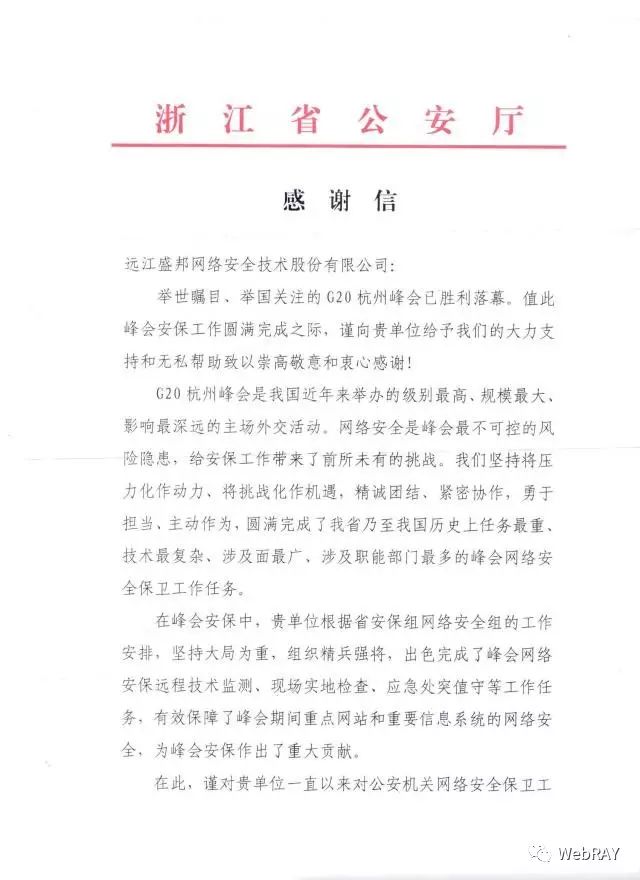 浙江省公安厅
感谢信
远江盛邦网络安全技术股份有限公司：
举世瞩目、举国关注的G20杭州峰会已胜利落幕。值此
峰会安保工作圆满完成之际，谨向贵单位给予我们的大力支
持和无私帮助致以崇高敬意和衷心感谢！
G20杭州峰会是我国近年来举办的级别最高、规模最大、
影响最深远的主场外交活动。网络安全是峰会最不可控的风
险隐患，给安保工作带来了前所未有的挑战。我们坚持将压
力化作动力、将挑战化作机遇，精诚团结、紧密协作，勇于
担当、主动作为，圆满完成了我省乃至我国历史上任务最重、
技术最复杂、涉及面最广、涉及职能部门最多的峰会网络安
全保卫工作任务。
在峰会安保中，贵单位根据省安保组网络安全组的工作
安排，坚持大局为重，组织精兵强将，出色完成了峰会网络
安保远程技术监测、现场实地检查、应急处突值守等工作任
务，有效保障了峰会期间重点网站和重要信息系统的网络安
全，为峰会安保作出了重大贡献。
在此，谨对贵单位一直以来对公安机关网络安全保卫工
WebRAY